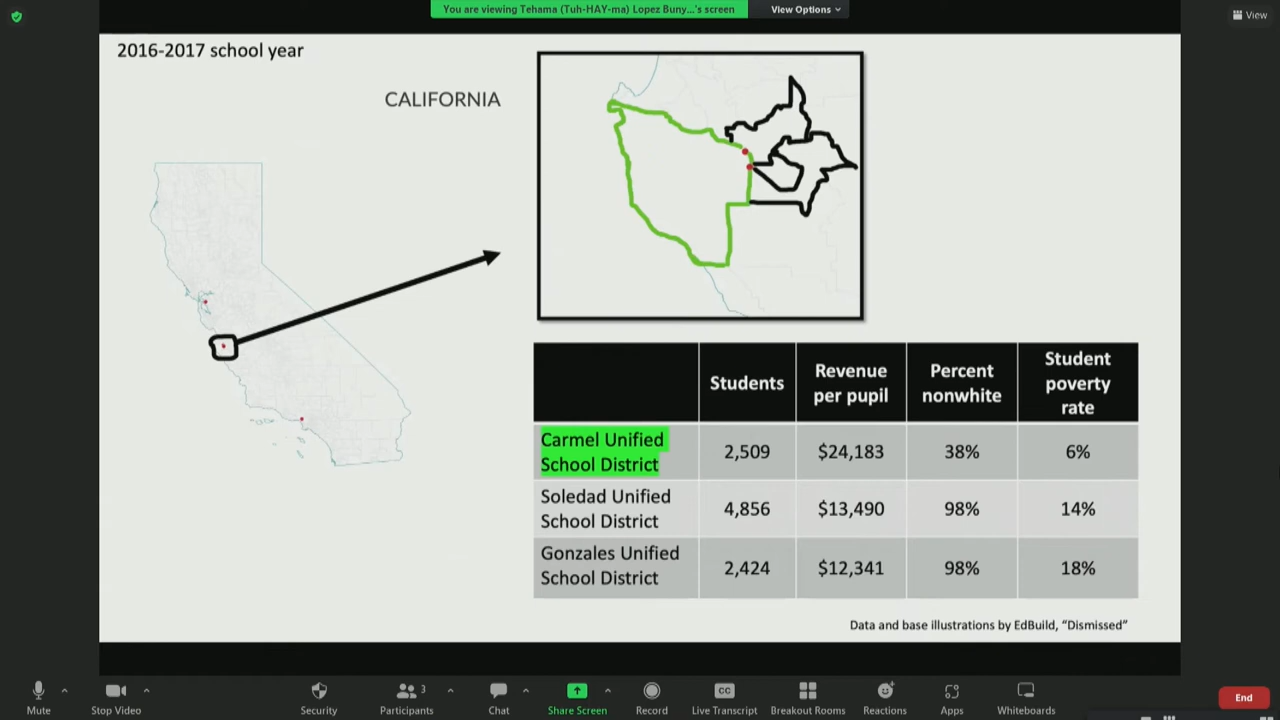 You are viewing Tehama (Tuh-HAY-ma) Lopez Buny...'s screen
View Options
View
2016-2017 school year
CALIFORNIA
Students
Revenue per pupil
Percent nonwhite
Student poverty rate
Carmel Unified School District
2,509
$24,183
38%
6%
Soledad Unified School District
4,856
$13,490
98%
14%
Gonzales Unified School District
2,424
$12,341
98%
18%
Data and base illustrations by EdBuild, “Dismissed”
Mute
Stop Video
Security
3
Participants
Chat
Share Screen
Record
CC
Live Transcript
Breakout Rooms
Reactions
Apps
Whiteboards
End